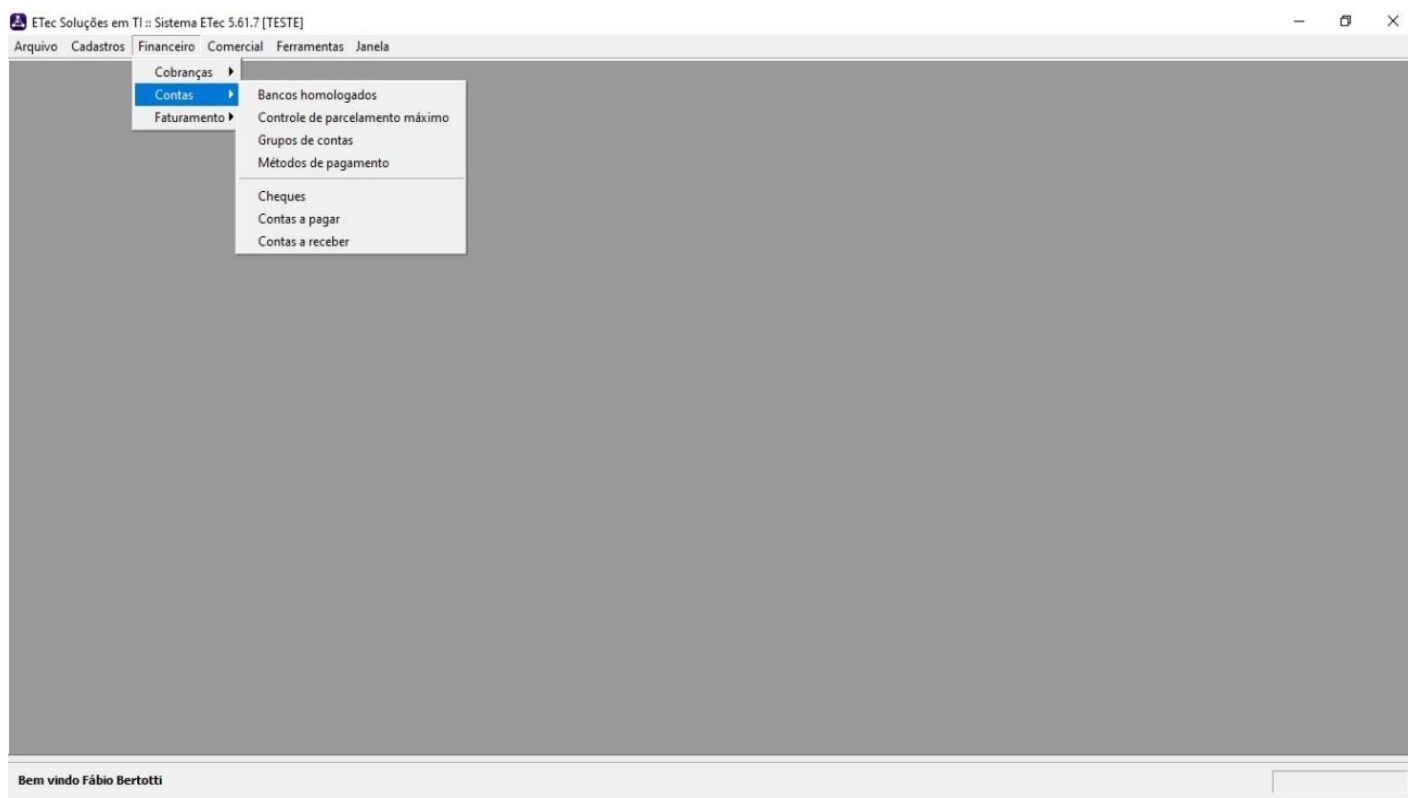 ETec Soluções em TI :: Sistema ETec 5.61.7 [TESTE]
Arquivo Cadastros Financeiro Comercial Ferramentas Janela
Cobranças
Contas
Faturamento
Bancos homologados
Controle de parcelamento máximo
Grupos de contas
Métodos de pagamento
Cheques
Contas a pagar
Contas a receber
Bem vindo Fábio Bertotti